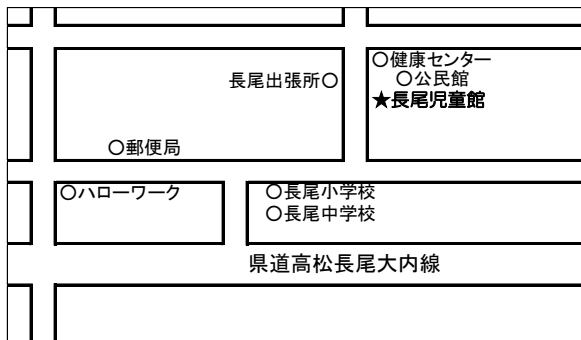 ○健康センター
○公民館
長尾出張所○
★長尾児童館
○郵便局
○ハローワーク
○長尾小学校
○長尾中学校
県道高松長尾大内線